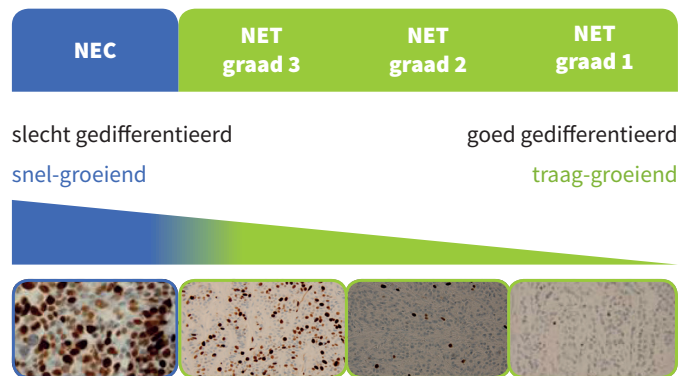 NEC
NET
graad 3
NET
graad 2
NET
graad 1
slecht gedifferentieerd
goed gedifferentieerd
snel-groeiend
traag-groeiend